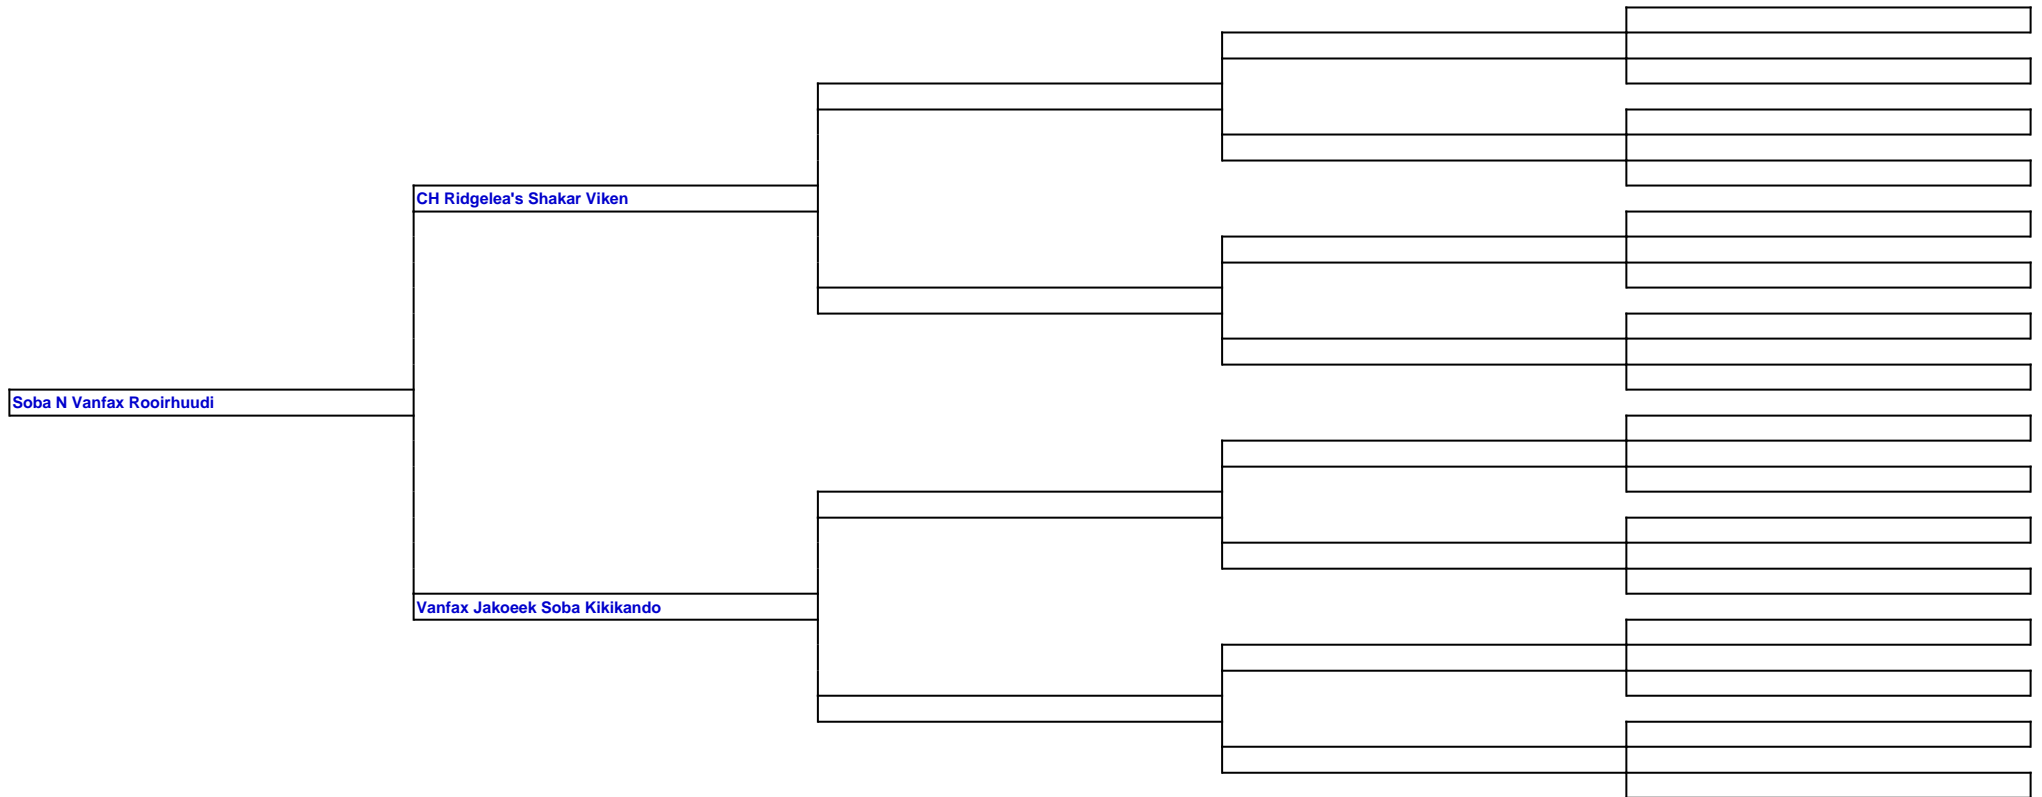 CH Ridgelea's Shakar Viken
Soba N Vanfax Rooirhuudi
Vanfax Jakoeek Soba Kikikando